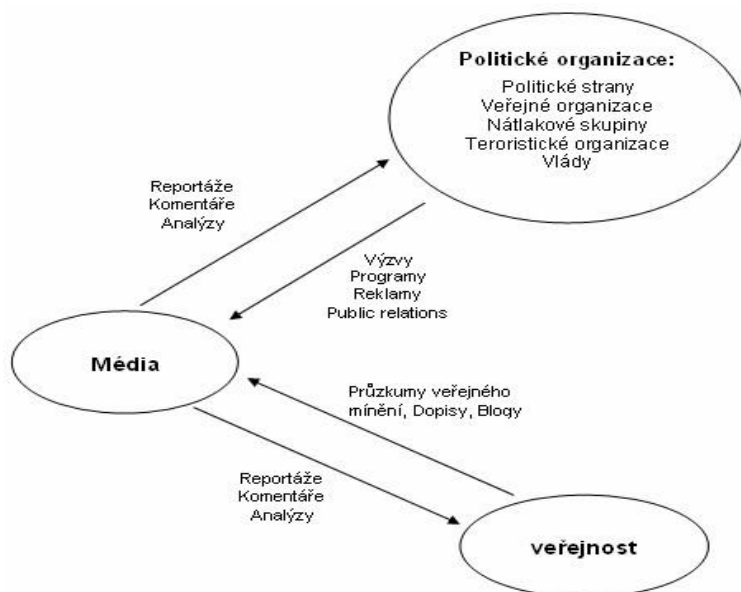 Politické organizace:
Politické strany
Veřejné organizace
Nátlakové skupiny
Teroristické organizace
Vlády
Reportáže
Komentáře
Analýzy
Výzvy
Programy
Reklamy
Public relations
Média
Průzkumy veřejného
mínění, Dopisy, Blogy
Reportáže
Komentáře
Analýzy
veřejnost